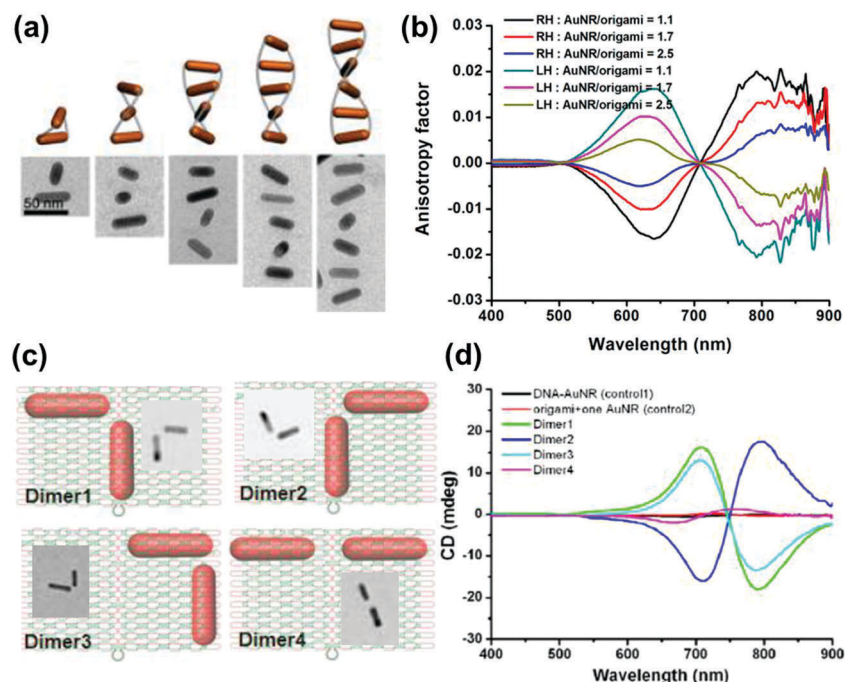 (a)
50 nm
(b)
RH : AuNR/origami = 1.1
RH : AuNR/origami = 1.7
RH : AuNR/origami = 2.5
LH : AuNR/origami = 1.1
LH : AuNR/origami = 1.7
LH : AuNR/origami = 2.5
Anisotropy factor
0.03
0.02
0.01
0.00
-0.01
-0.02
-0.03
400 500 600 700 800 900
Wavelength (nm)
(c)
Dimer1
Dimer2
Dimer3
Dimer4
(d)
DNA-AuNR (control1)
origami+one AuNR (control2)
Dimer1
Dimer2
Dimer3
Dimer4
CD (mdeg)
30
20
10
0
-10
-20
-30
400 500 600 700 800 900
Wavelength (nm)